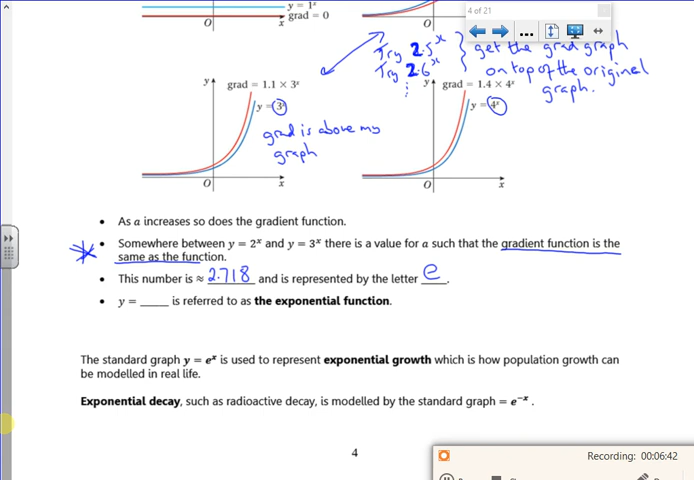 y = 1ˣ
grad = 0
O
x
O
4 of 21
Try 2.5ˣ
Try 2.6ˣ
⋮
get the grad graph
on top of the original
graph.
y
grad = 1.1 × 3ˣ
y = 3ˣ
grad is above my
graph
O
x
y
grad = 1.4 × 4ˣ
y = 4ˣ
O
x
• As a increases so does the gradient function.
• Somewhere between y = 2ˣ and y = 3ˣ there is a value for a such that the gradient function is the
same as the function.
• This number is ≈ 2.718 and is represented by the letter e.
• y = ____ is referred to as the exponential function.
The standard graph y = eˣ is used to represent exponential growth which is how population growth can
be modelled in real life.
Exponential decay, such as radioactive decay, is modelled by the standard graph = e⁻ˣ .
4
Recording: 00:06:42